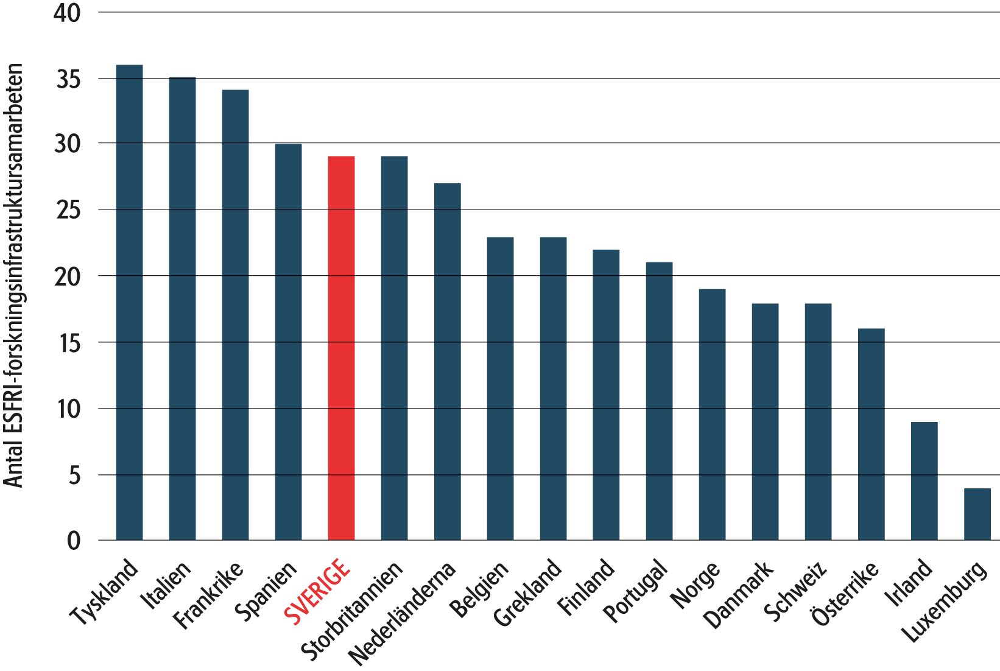 Antal ESFRI-forskningsinfrastruktursamarbeten
40
35
30
25
20
15
10
5
0
Tyskland
Italien
Frankrike
Spanien
SVERIGE
Storbritannien
Nederländerna
Belgien
Grekland
Finland
Portugal
Norge
Danmark
Schweiz
Österrike
Irland
Luxemburg